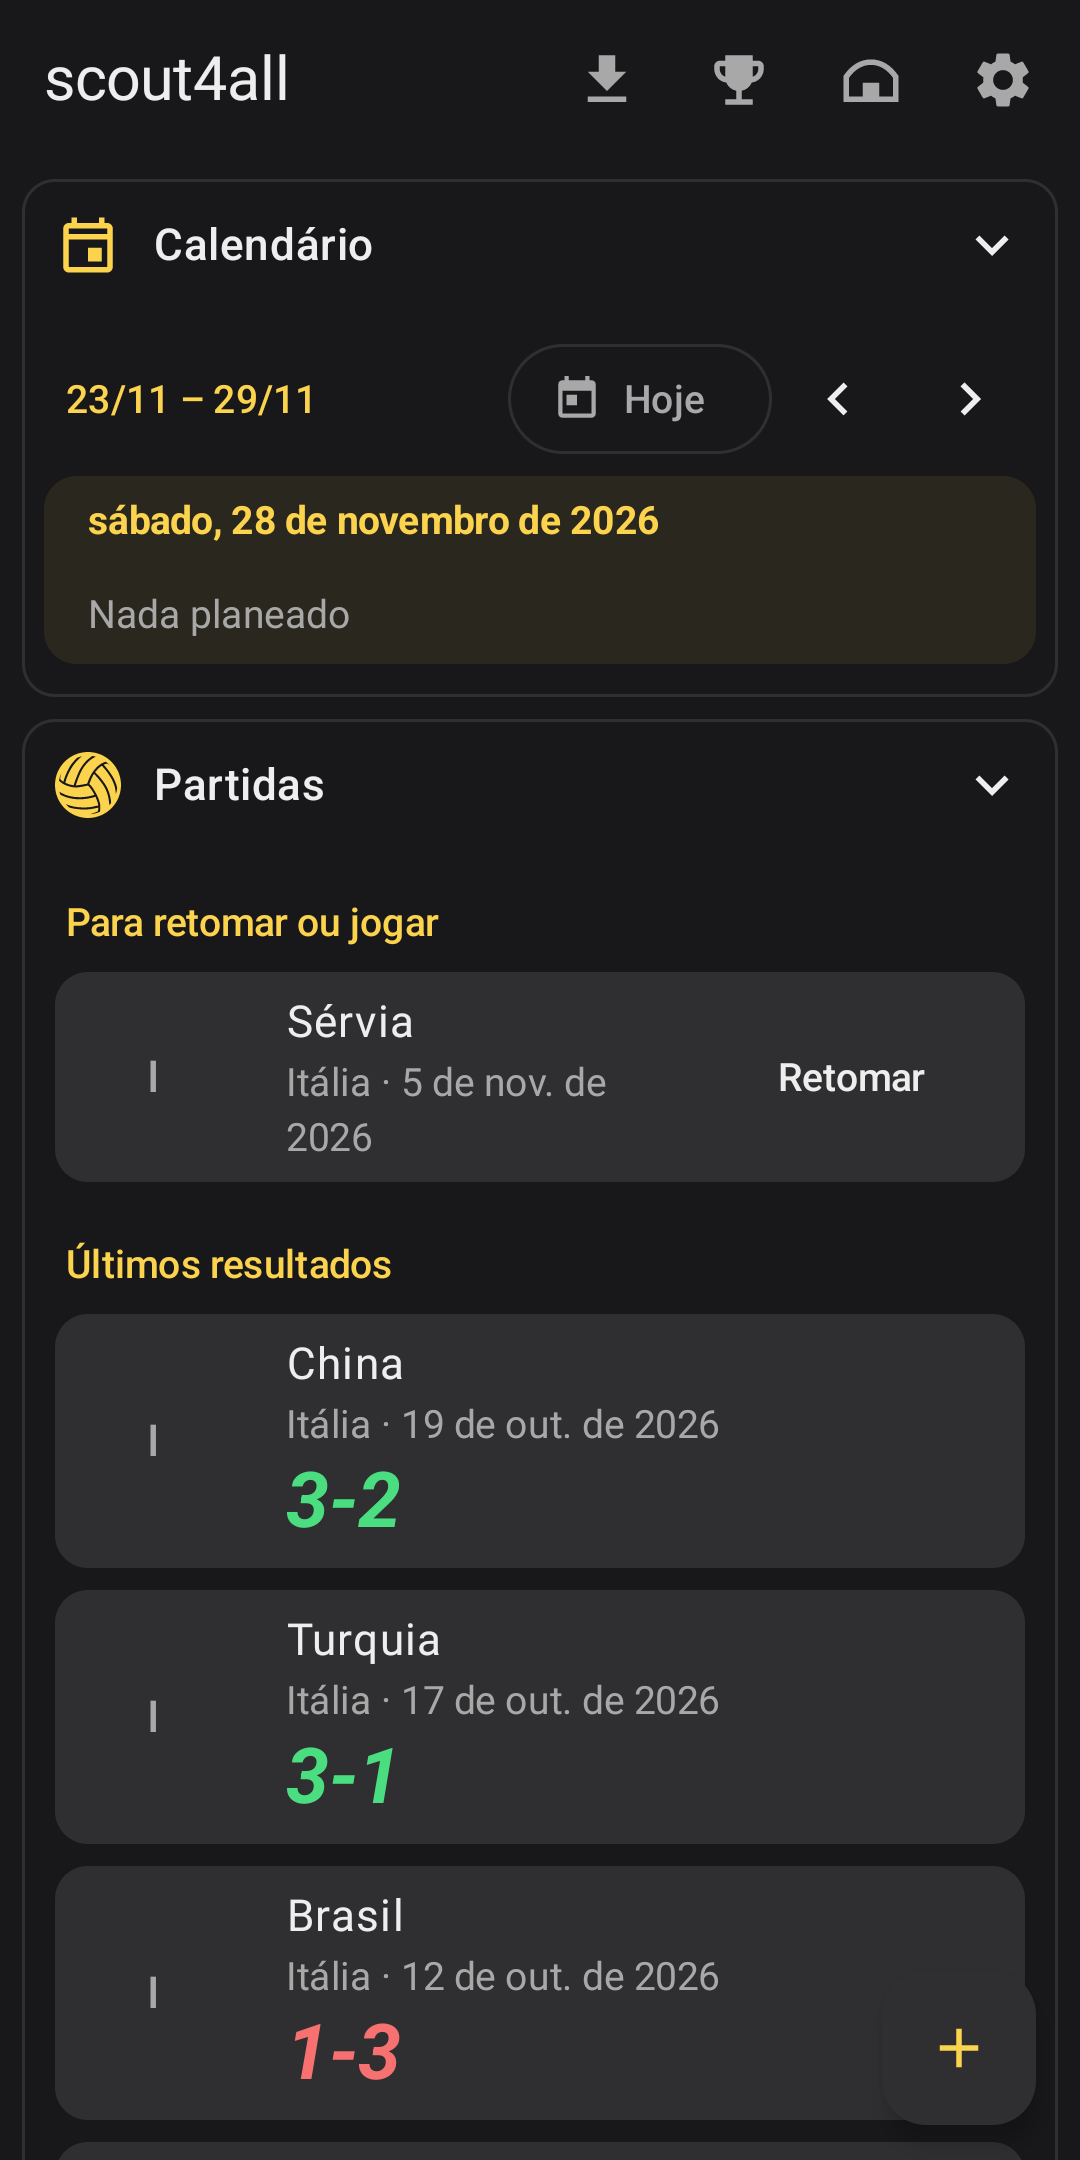 scout4all
Calendário
23/11 – 29/11
Hoje
sábado, 28 de novembro de 2026
Nada planeado
Partidas
Para retomar ou jogar
I
Sérvia
Itália · 5 de nov. de
2026
Retomar
Últimos resultados
I
China
Itália · 19 de out. de 2026
3-2
I
Turquia
Itália · 17 de out. de 2026
3-1
I
Brasil
Itália · 12 de out. de 2026
1-3